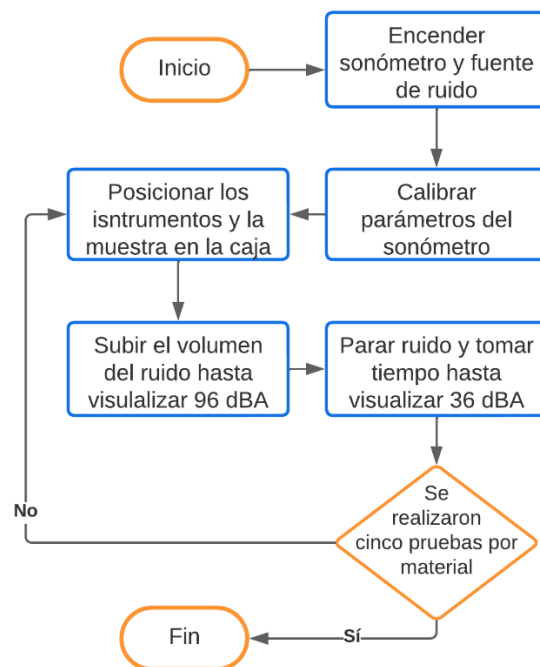 Inicio
Encender
sonómetro y fuente
de ruido
Calibrar
parámetros del
sonómetro
Posicionar los
isntrumentos y la
muestra en la caja
Subir el volumen
del ruido hasta
visulalizar 96 dBA
Parar ruido y tomar
tiempo hasta
visualizar 36 dBA
Se
realizaron
cinco pruebas por
material
No
Sí
Fin